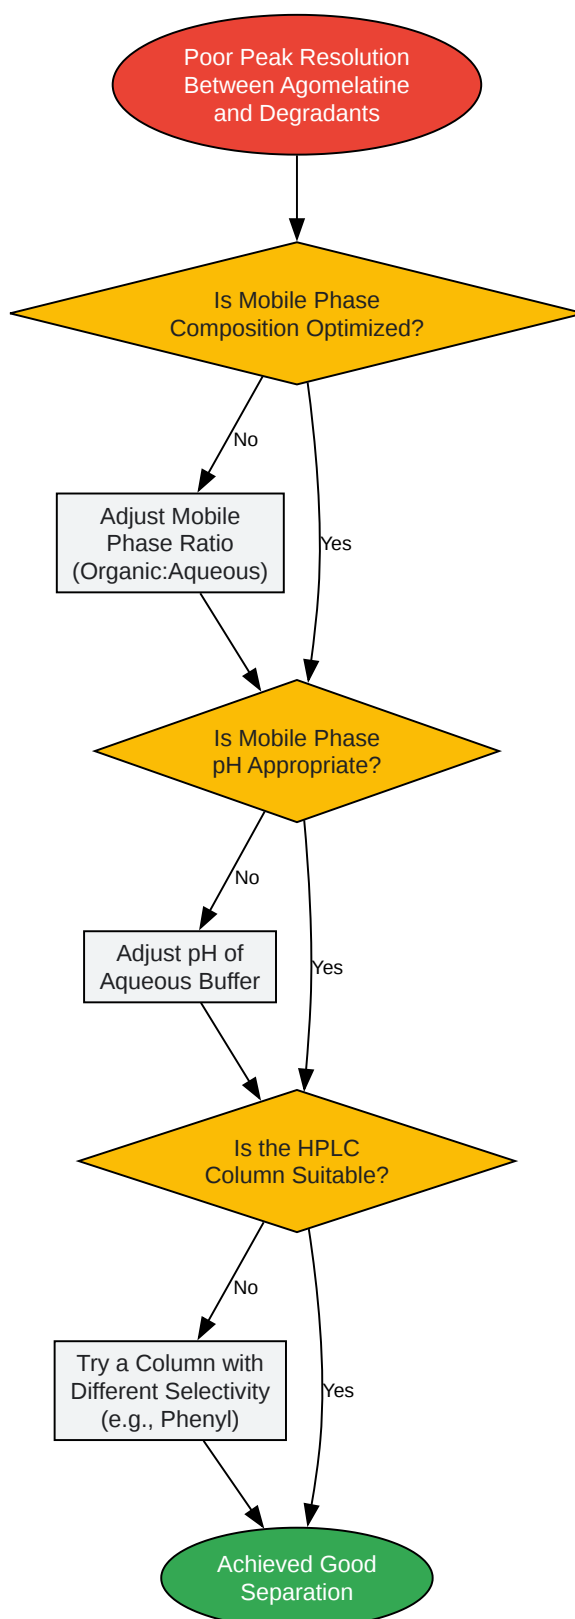 Poor Peak Resolution
Between Agomelatine
and Degradants
Is Mobile Phase
Composition Optimized?
No
Adjust Mobile
Phase Ratio
(Organic:Aqueous)
Yes
Is Mobile Phase
pH Appropriate?
No
Adjust pH of
Aqueous Buffer
Yes
Is the HPLC
Column Suitable?
No
Try a Column with
Different Selectivity
(e.g., Phenyl)
Yes
Achieved Good
Separation